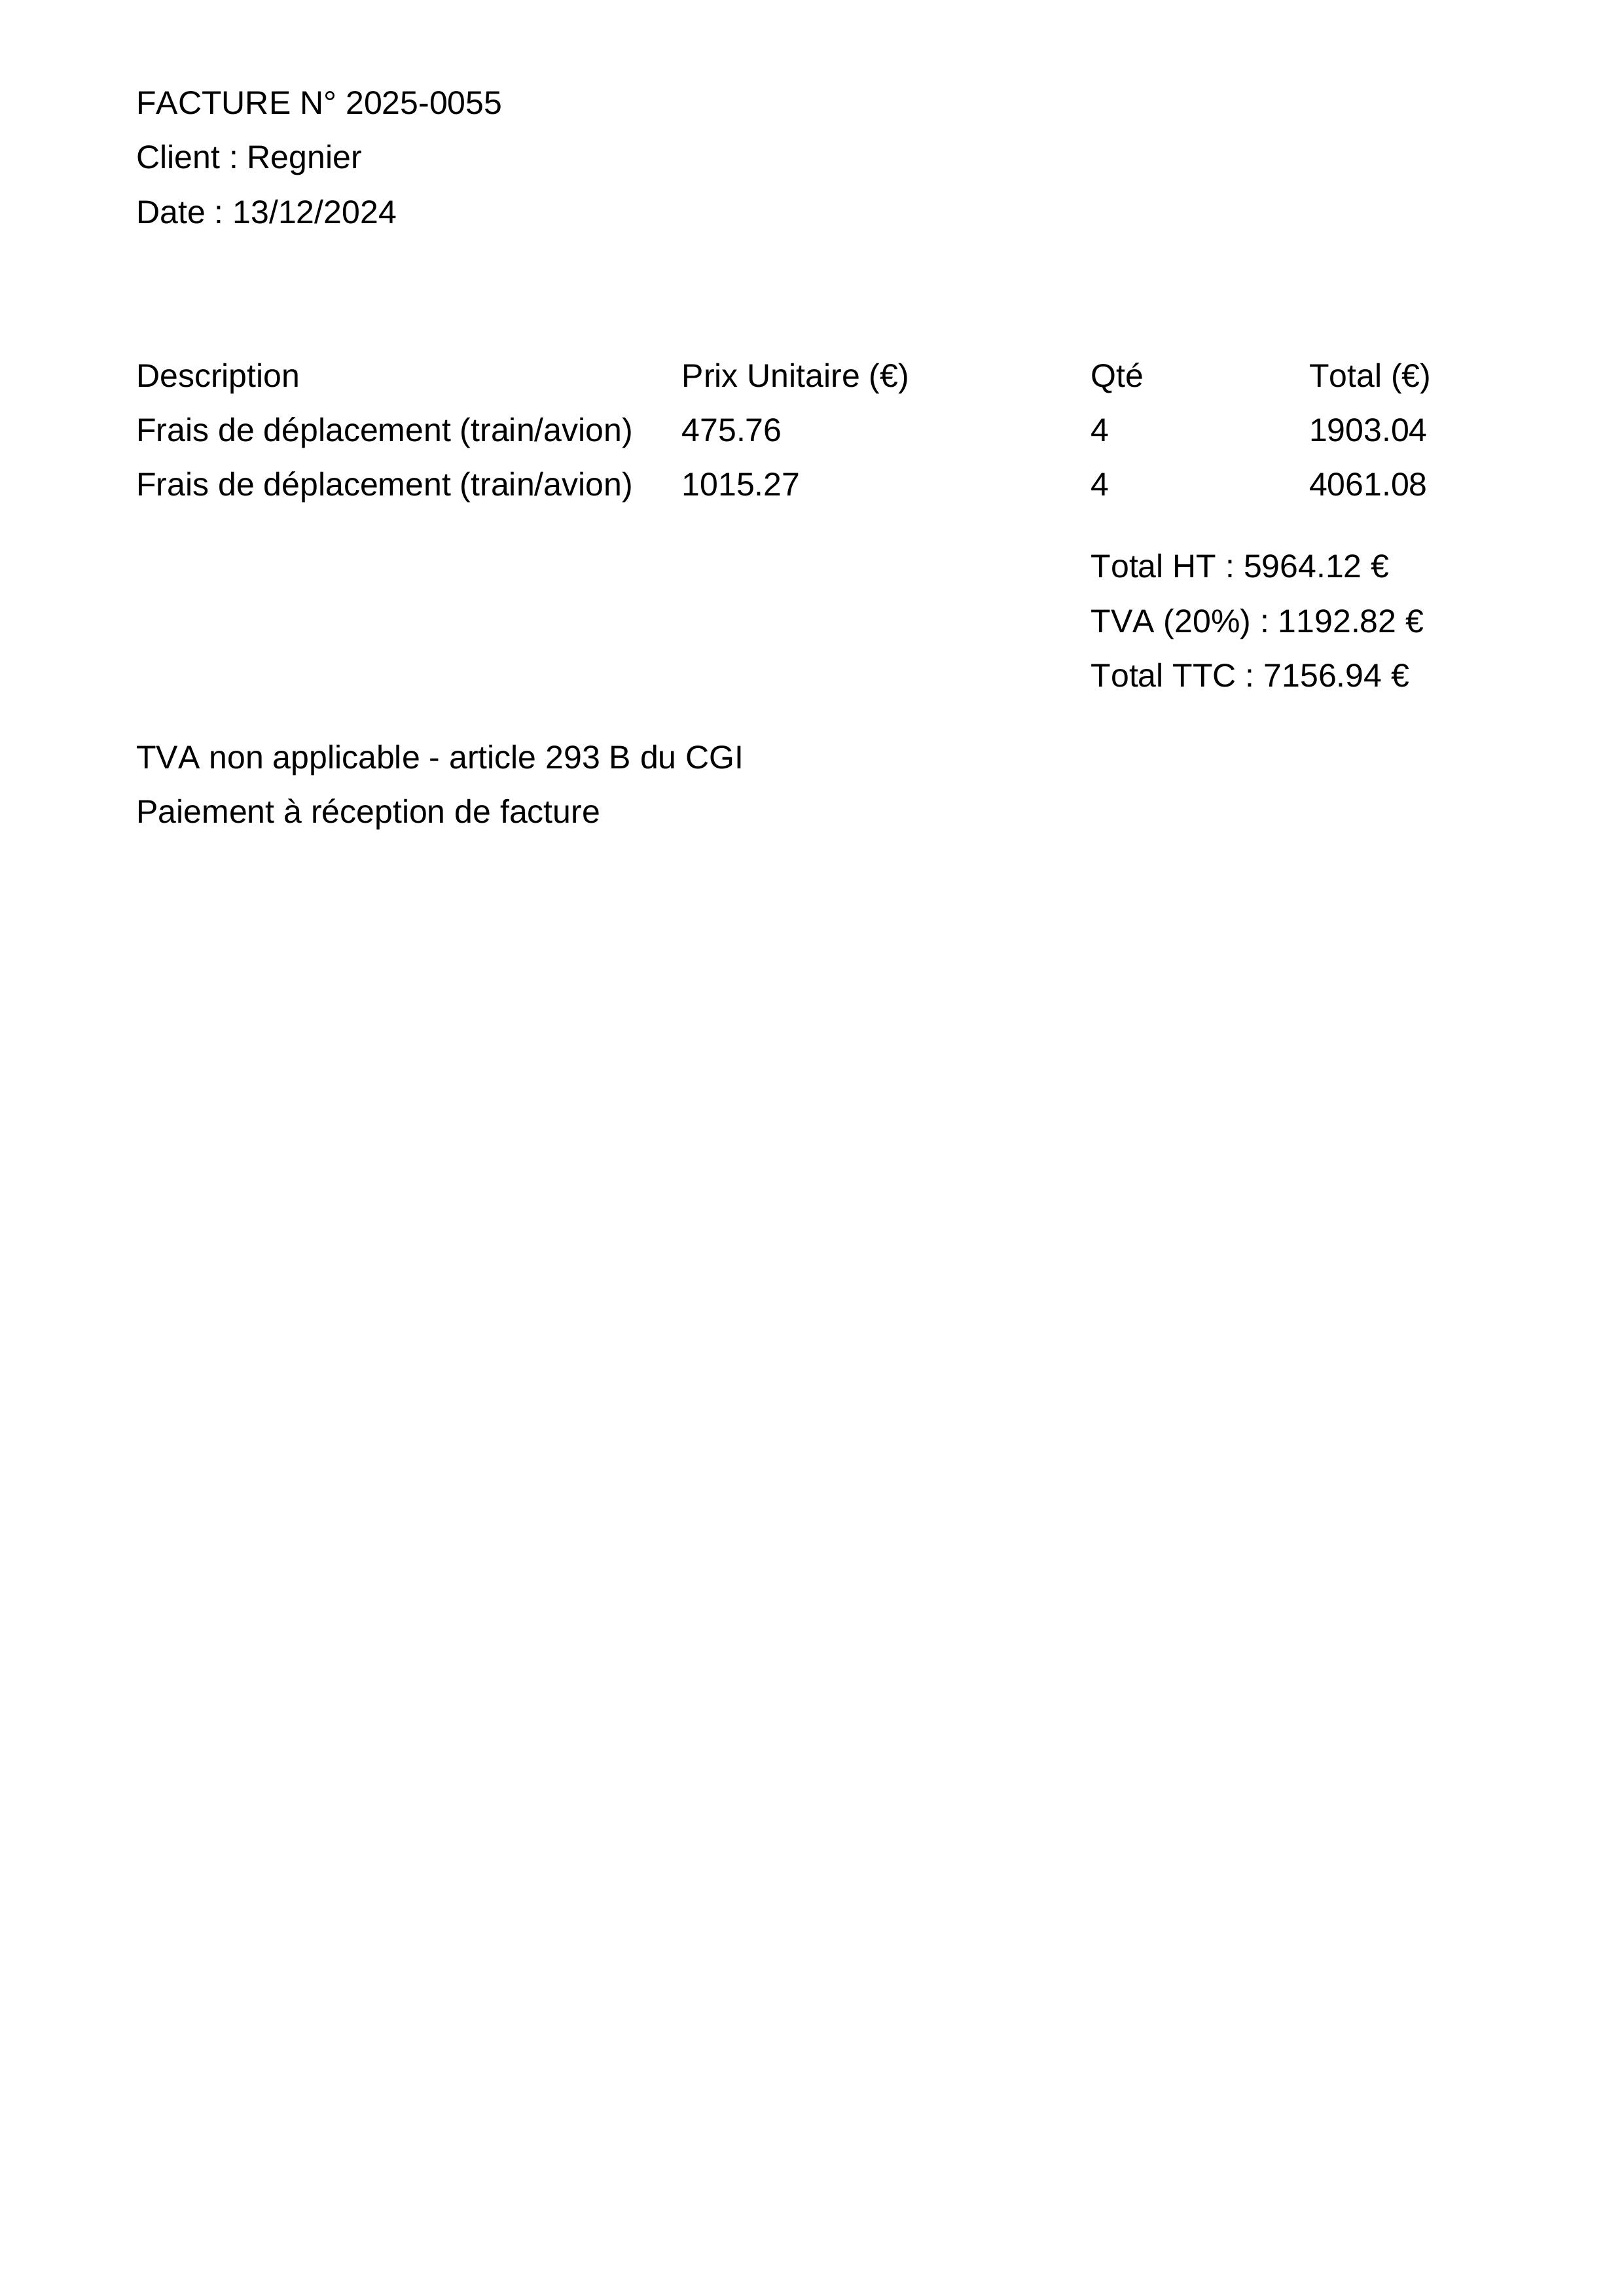 FACTURE N° 2025-0055
Client : Regnier
Date : 13/12/2024
Description Prix Unitaire (€) Qté Total (€)
Frais de déplacement (train/avion) 475.76 4 1903.04
Frais de déplacement (train/avion) 1015.27 4 4061.08
Total HT : 5964.12 €
TVA (20%) : 1192.82 €
Total TTC : 7156.94 €
TVA non applicable - article 293 B du CGI
Paiement à réception de facture